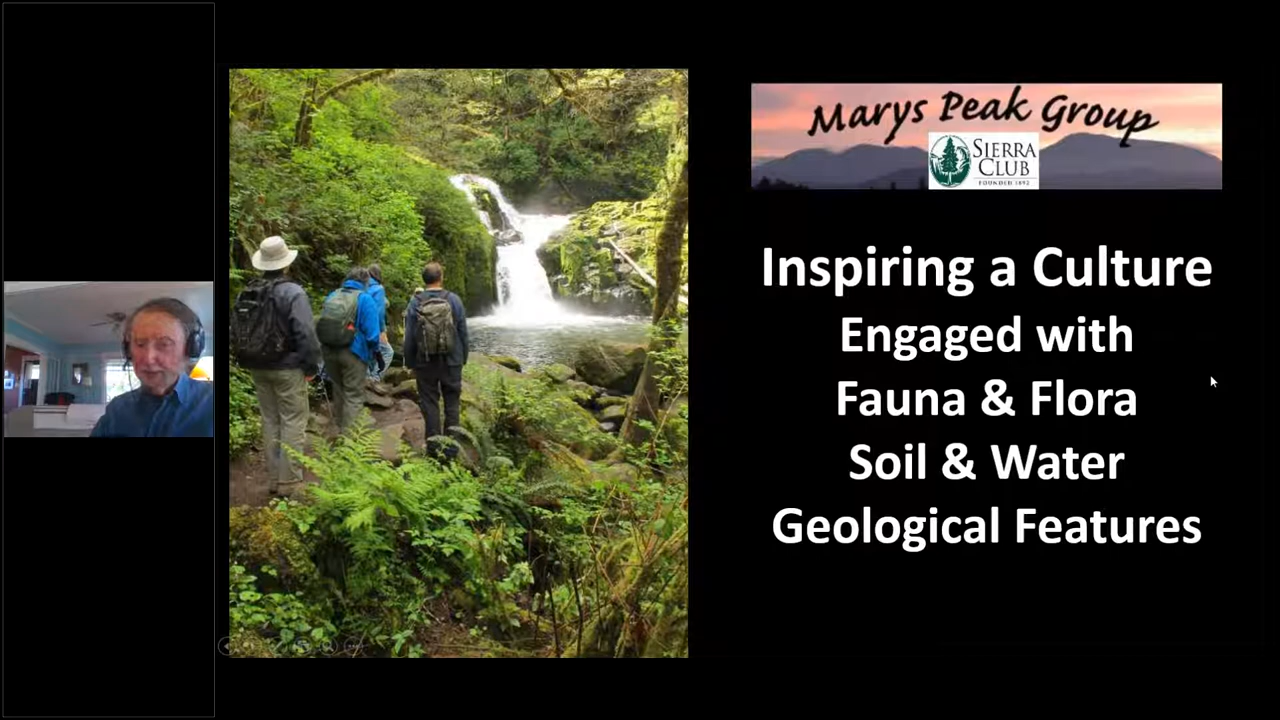 Marys Peak Group
SIERRA
CLUB
FOUNDED 1892
Inspiring a Culture
Engaged with
Fauna & Flora
Soil & Water
Geological Features